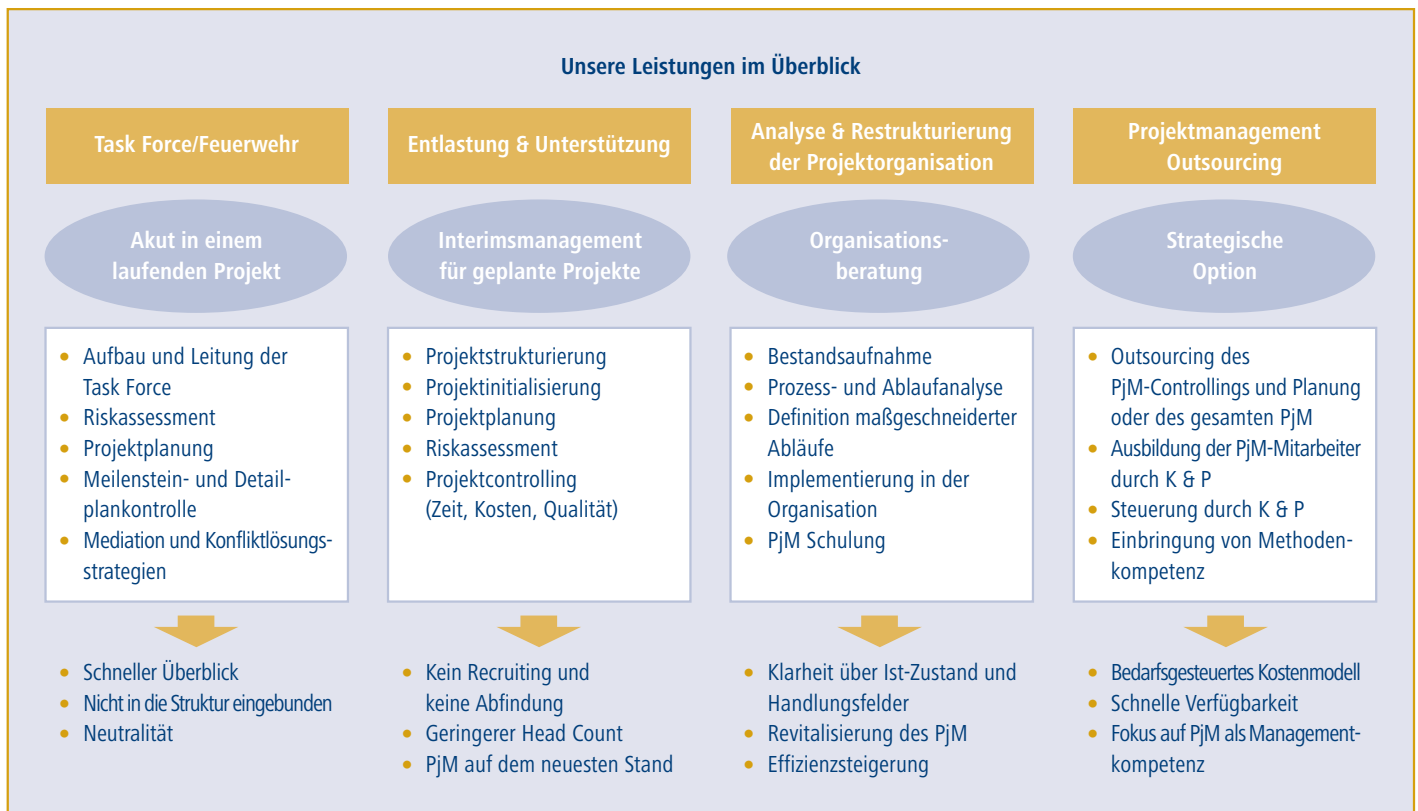 Unsere Leistungen im Überblick
Task Force/Feuerwehr
Akut in einem
laufenden Projekt
• Aufbau und Leitung der
Task Force
• Riskassessment
• Projektplanung
• Meilenstein- und Detail-
plankontrolle
• Mediation und Konfliktlösungs-
strategien
• Schneller Überblick
• Nicht in die Struktur eingebunden
• Neutralität
Entlastung & Unterstützung
Interimsmanagement
für geplante Projekte
• Projektstrukturierung
• Projektinitialisierung
• Projektplanung
• Riskassessment
• Projektcontrolling
(Zeit, Kosten, Qualität)
• Kein Recruiting und
keine Abfindung
• Geringerer Head Count
• PjM auf dem neuesten Stand
Analyse & Restrukturierung
der Projektorganisation
Organisations-
beratung
• Bestandsaufnahme
• Prozess- und Ablaufanalyse
• Definition maßgeschneiderter
Abläufe
• Implementierung in der
Organisation
• PjM Schulung
• Klarheit über Ist-Zustand und
Handlungsfelder
• Revitalisierung des PjM
• Effizienzsteigerung
Projektmanagement
Outsourcing
Strategische
Option
• Outsourcing des
PjM-Controllings und Planung
oder des gesamten PjM
• Ausbildung der PjM-Mitarbeiter
durch K & P
• Steuerung durch K & P
• Einbringung von Methoden-
kompetenz
• Bedarfsgesteuertes Kostenmodell
• Schnelle Verfügbarkeit
• Fokus auf PjM als Management-
kompetenz